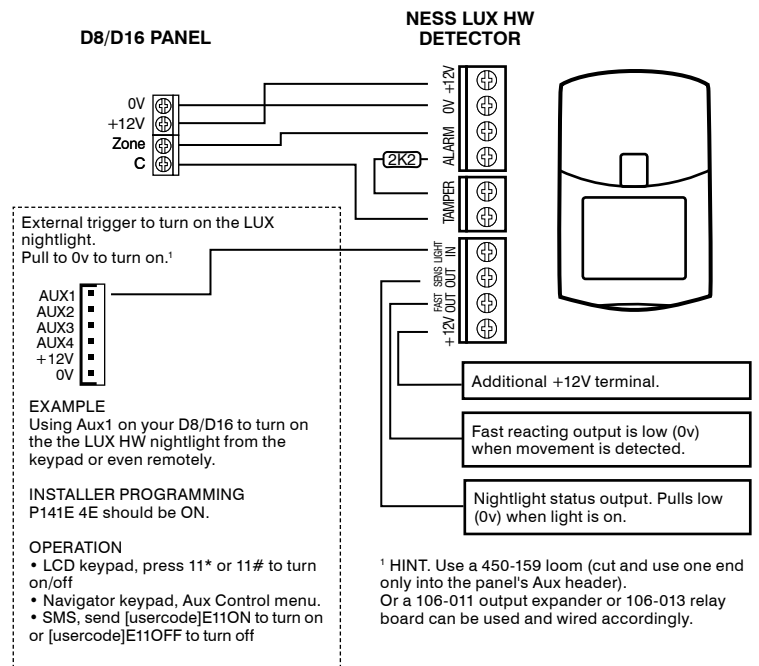 D8/D16 PANEL
NESS LUX HW
DETECTOR
0V
+12V
Zone
C
+12V
0V
ALARM
2K2
TAMPER
LIGHT
IN
SENS
OUT
FAST
OUT
+12V
External trigger to turn on the LUX
nightlight.
Pull to 0v to turn on.¹
AUX1
AUX2
AUX3
AUX4
+12V
0V
EXAMPLE
Using Aux1 on your D8/D16 to turn on
the the LUX HW nightlight from the
keypad or even remotely.
INSTALLER PROGRAMMING
P141E 4E should be ON.
OPERATION
• LCD keypad, press 11* or 11# to turn
on/off
• Navigator keypad, Aux Control menu.
• SMS, send [usercode]E11ON to turn on
or [usercode]E11OFF to turn off
Additional +12V terminal.
Fast reacting output is low (0v)
when movement is detected.
Nightlight status output. Pulls low
(0v) when light is on.
¹ HINT. Use a 450-159 loom (cut and use one end
only into the panel's Aux header).
Or a 106-011 output expander or 106-013 relay
board can be used and wired accordingly.